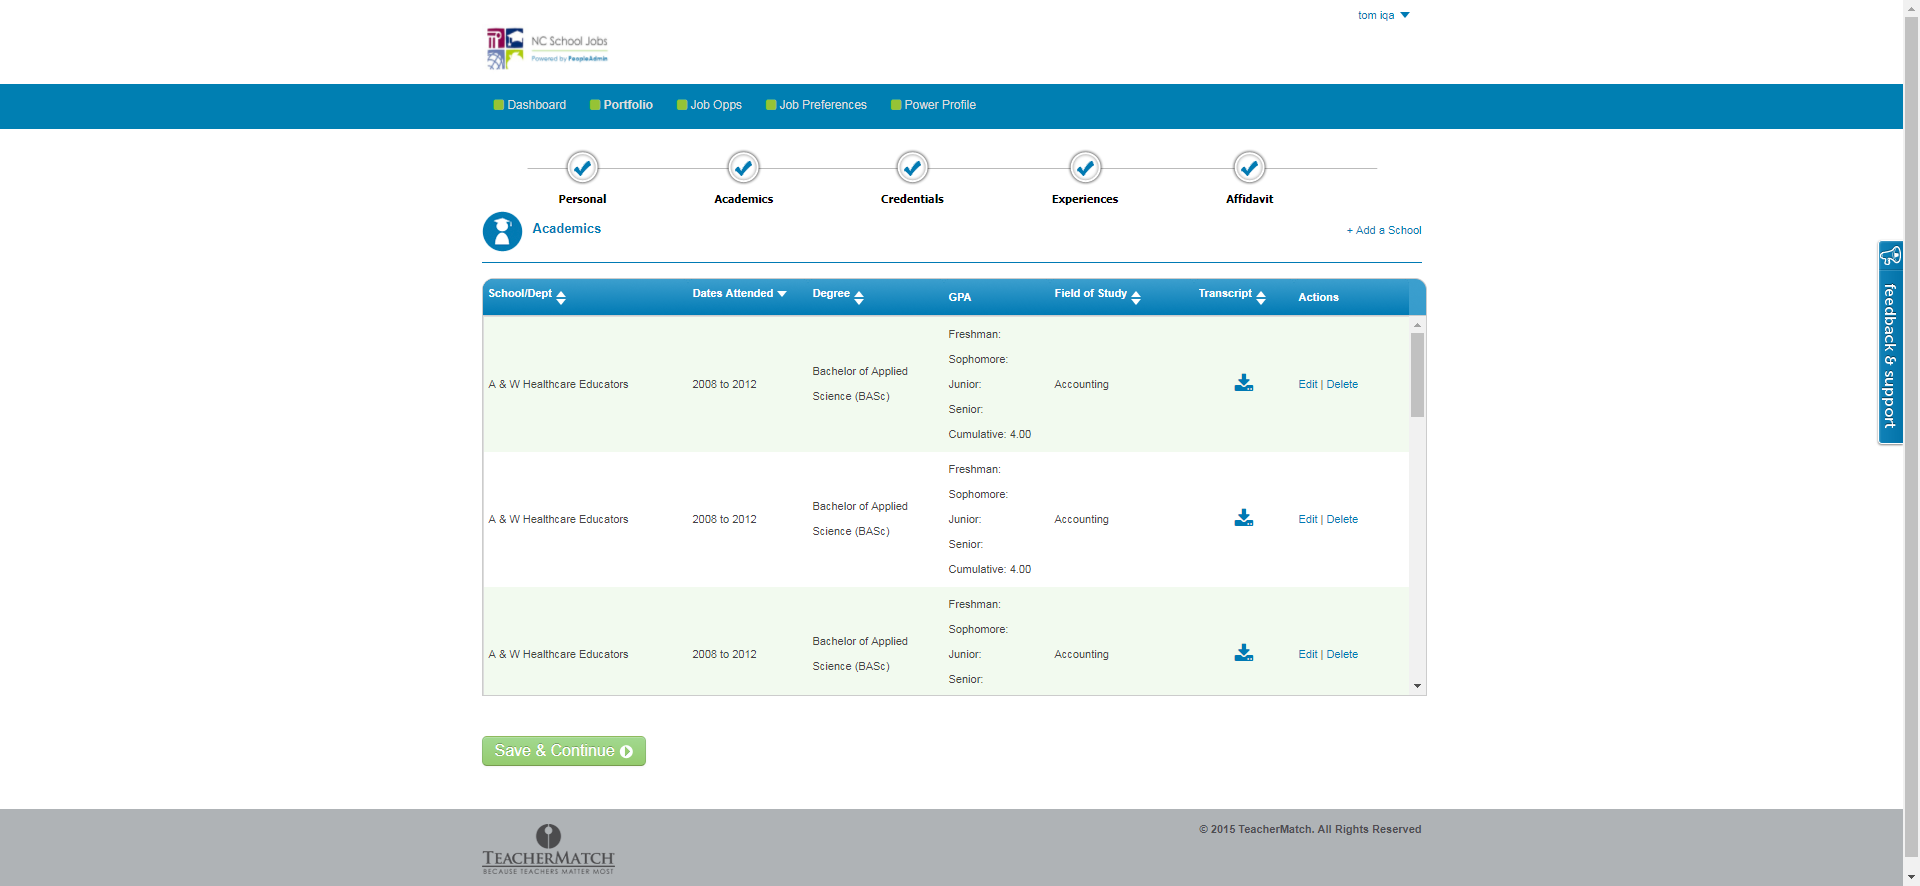 tom iqa
NC School Jobs
Powered by PeopleAdmin
Dashboard Portfolio Job Opps Job Preferences Power Profile
Personal Academics Credentials Experiences Affidavit
Academics
+ Add a School
School/Dept Dates Attended Degree GPA Field of Study Transcript Actions
Freshman:
Sophomore:
Bachelor of Applied
A & W Healthcare Educators 2008 to 2012 Junior: Accounting Edit | Delete
Science (BASc)
Senior:
Cumulative: 4.00
Freshman:
Sophomore:
Bachelor of Applied
A & W Healthcare Educators 2008 to 2012 Junior: Accounting Edit | Delete
Science (BASc)
Senior:
Cumulative: 4.00
Freshman:
Sophomore:
Bachelor of Applied
A & W Healthcare Educators 2008 to 2012 Junior: Accounting Edit | Delete
Science (BASc)
Senior:
feedback & support
Save & Continue
© 2015 TeacherMatch. All Rights Reserved
TEACHERMATCH
BECAUSE TEACHERS MATTER MOST